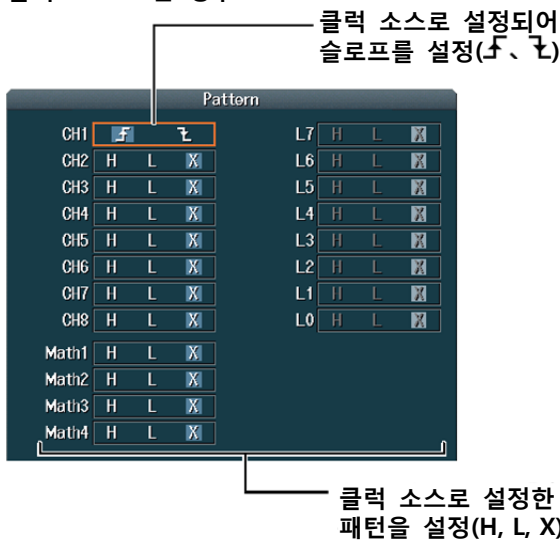 클럭 소스로 설정되어
슬로프를 설정(↑、↓)
Pattern
CH1
CH2 H L X
CH3 H L X
CH4 H L X
CH5 H L X
CH6 H L X
CH7 H L X
CH8 H L X
Math1 H L X
Math2 H L X
Math3 H L X
Math4 H L X
L7 H L X
L6 H L X
L5 H L X
L4 H L X
L3 H L X
L2 H L X
L1 H L X
L0 H L X
클럭 소스로 설정한
패턴을 설정(H, L, X)